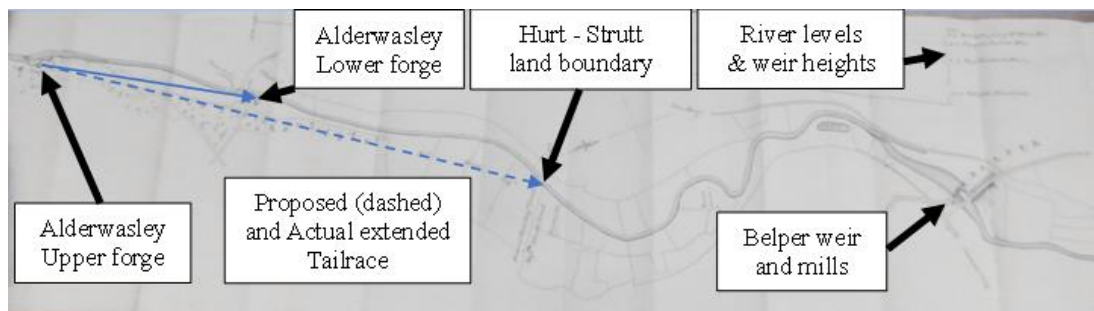 Alderwasley
Lower forge
Hurt - Strutt
land boundary
River levels
& weir heights
Alderwasley
Upper forge
Proposed (dashed)
and Actual extended
Tailrace
Belper weir
and mills